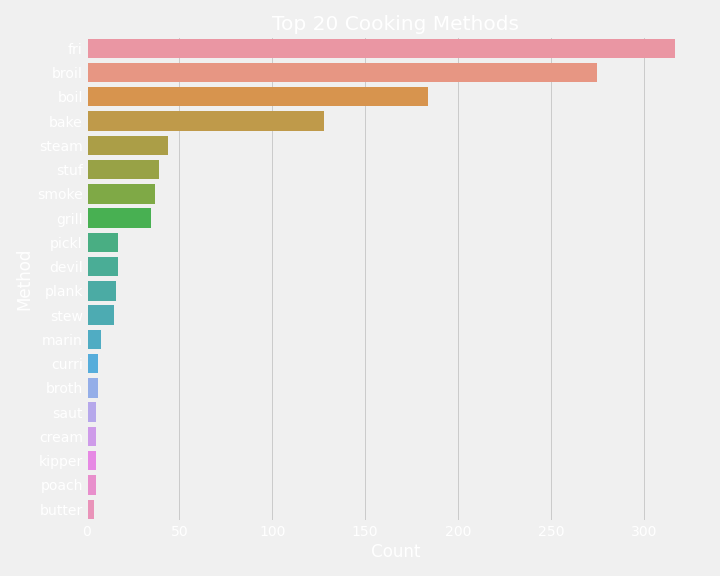 Top 20 Cooking Methods
fri
broil
boil
bake
steam
stuf
smoke
grill
pickl
devil
plank
stew
marin
curri
broth
saut
cream
kipper
poach
butter
Method
0 50 100 150 200 250 300
Count